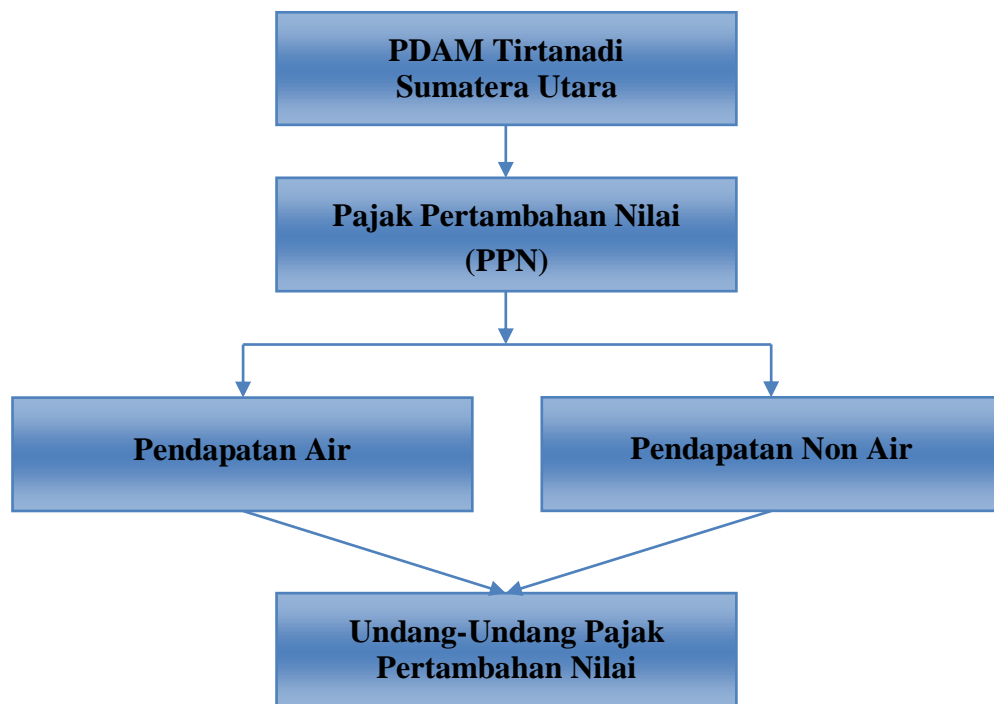 PDAM Tirtanadi
Sumatera Utara
Pajak Pertambahan Nilai
(PPN)
Pendapatan Air
Pendapatan Non Air
Undang-Undang Pajak
Pertambahan Nilai